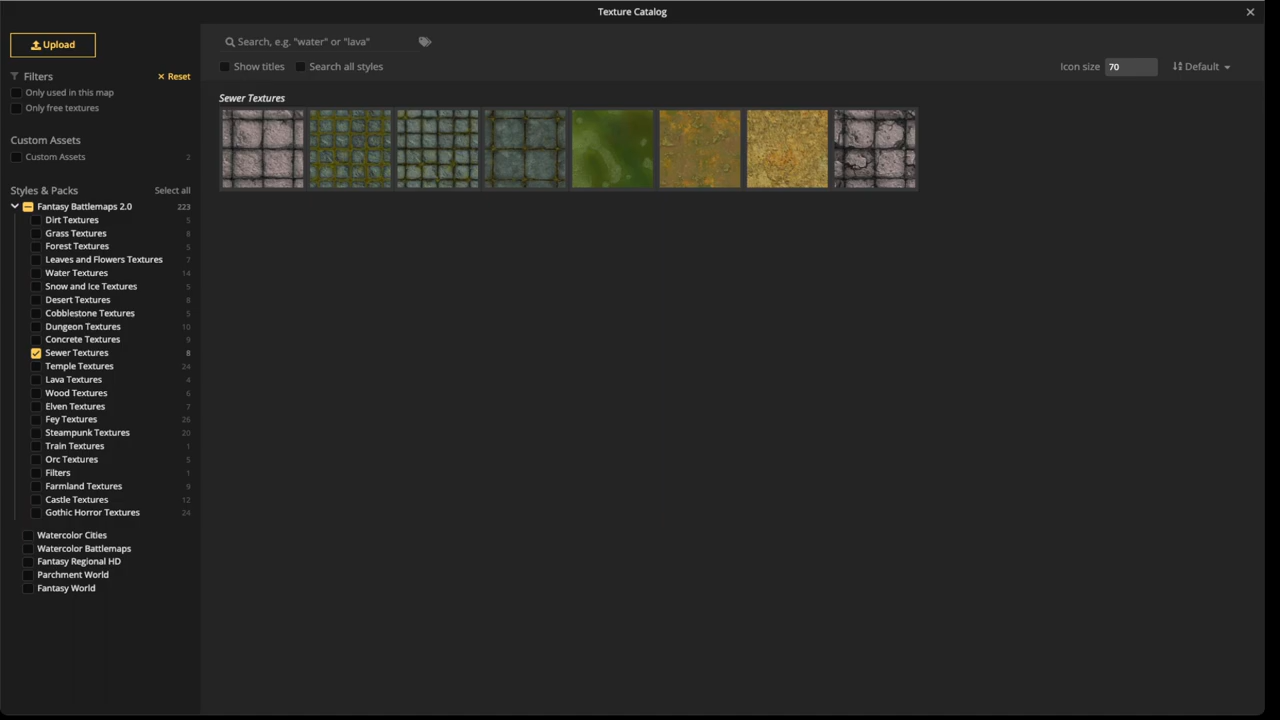 Texture Catalog
Upload
Search, e.g. "water" or "lava"
Filters
Reset
Show titles
Search all styles
Icon size
70
Default
Only used in this map
Only free textures
Sewer Textures
Custom Assets
Custom Assets 2
Styles & Packs
Select all
Fantasy Battlemaps 2.0 223
Dirt Textures 5
Grass Textures 8
Forest Textures 5
Leaves and Flowers Textures 7
Water Textures 14
Snow and Ice Textures 5
Desert Textures 8
Cobblestone Textures 5
Dungeon Textures 10
Concrete Textures 9
Sewer Textures 8
Temple Textures 24
Lava Textures 4
Wood Textures 6
Elven Textures 7
Fey Textures 26
Steampunk Textures 20
Train Textures 1
Orc Textures 5
Filters 1
Farmland Textures 9
Castle Textures 12
Gothic Horror Textures 24
Watercolor Cities
Watercolor Battlemaps
Fantasy Regional HD
Parchment World
Fantasy World